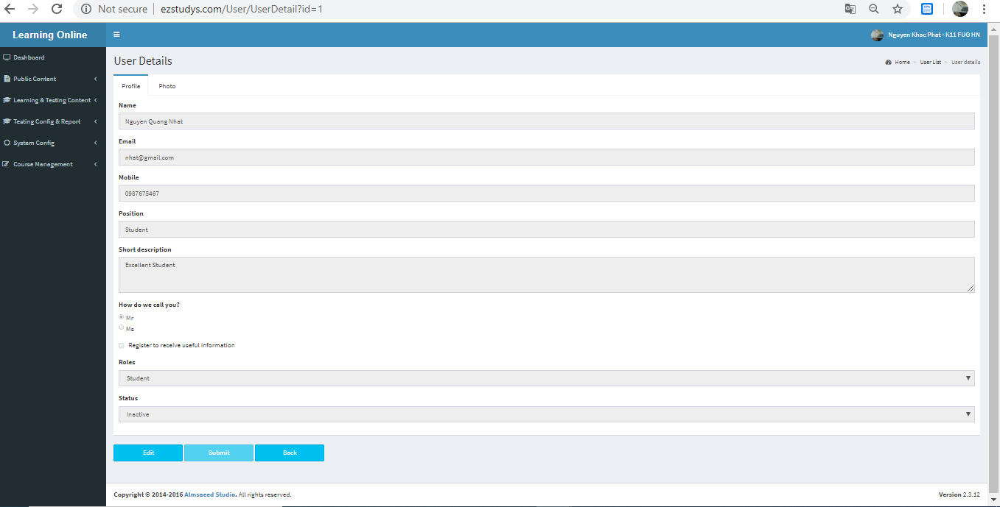 Not secure | ezstudys.com/User/UserDetail?id=1
Learning Online
Nguyen Khac Phat - K11 FUG HN
Dashboard
Public Content
Learning & Testing Content
Testing Config & Report
System Config
Course Management
User Details
Home > User List > User details
Profile Photo
Name
Nguyen Quang Nhat
Email
nhat@gmail.com
Mobile
0987675467
Position
Student
Short description
Excellent Student
How do we call you?
Mr
Ms
Register to receive useful information
Roles
Student
Status
Inactive
Edit Submit Back
Copyright © 2014-2016 Almsaeed Studio. All rights reserved. Version 2.3.12